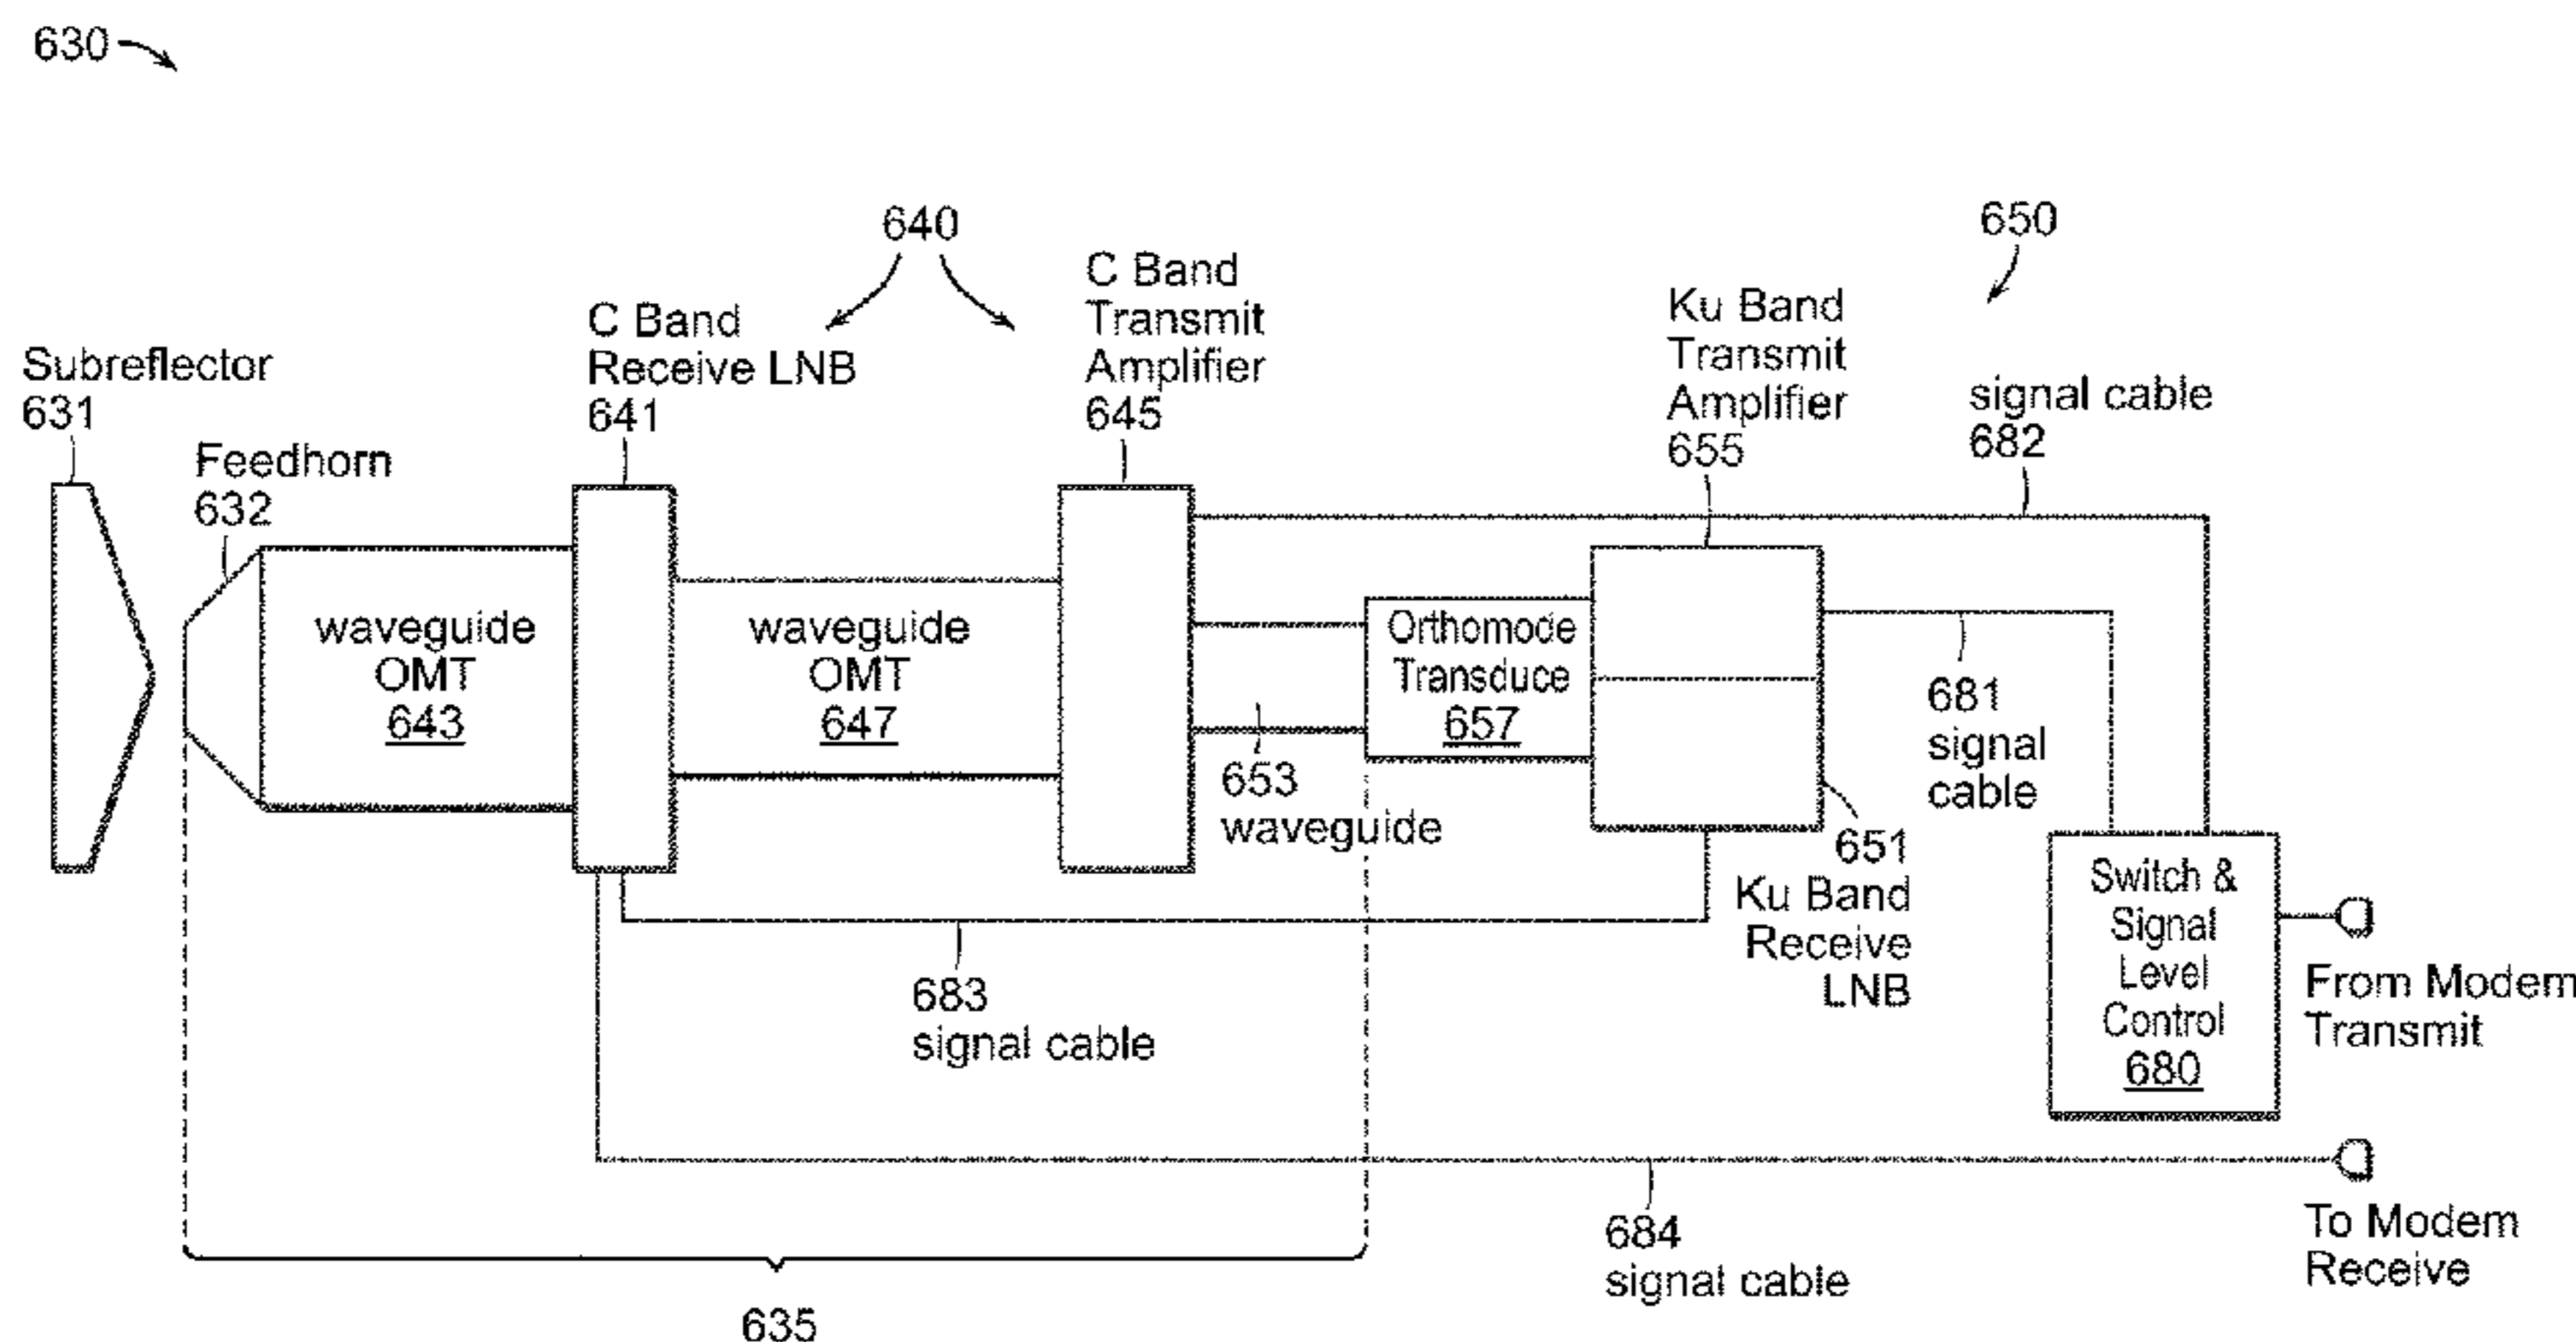 630
640
650
Subreflector
631
Feedhorn
632
C Band
Receive LNB
641
C Band
Transmit
Amplifier
645
Ku Band
Transmit
Amplifier
655
signal cable
682
waveguide
OMT
643
waveguide
OMT
647
653
waveguide
Orthomode
Transduce
657
681
signal
cable
651
Ku Band
Receive
LNB
Switch &
Signal
Level
Control
680
From Modem
Transmit
683
signal cable
684
signal cable
To Modem
Receive
635